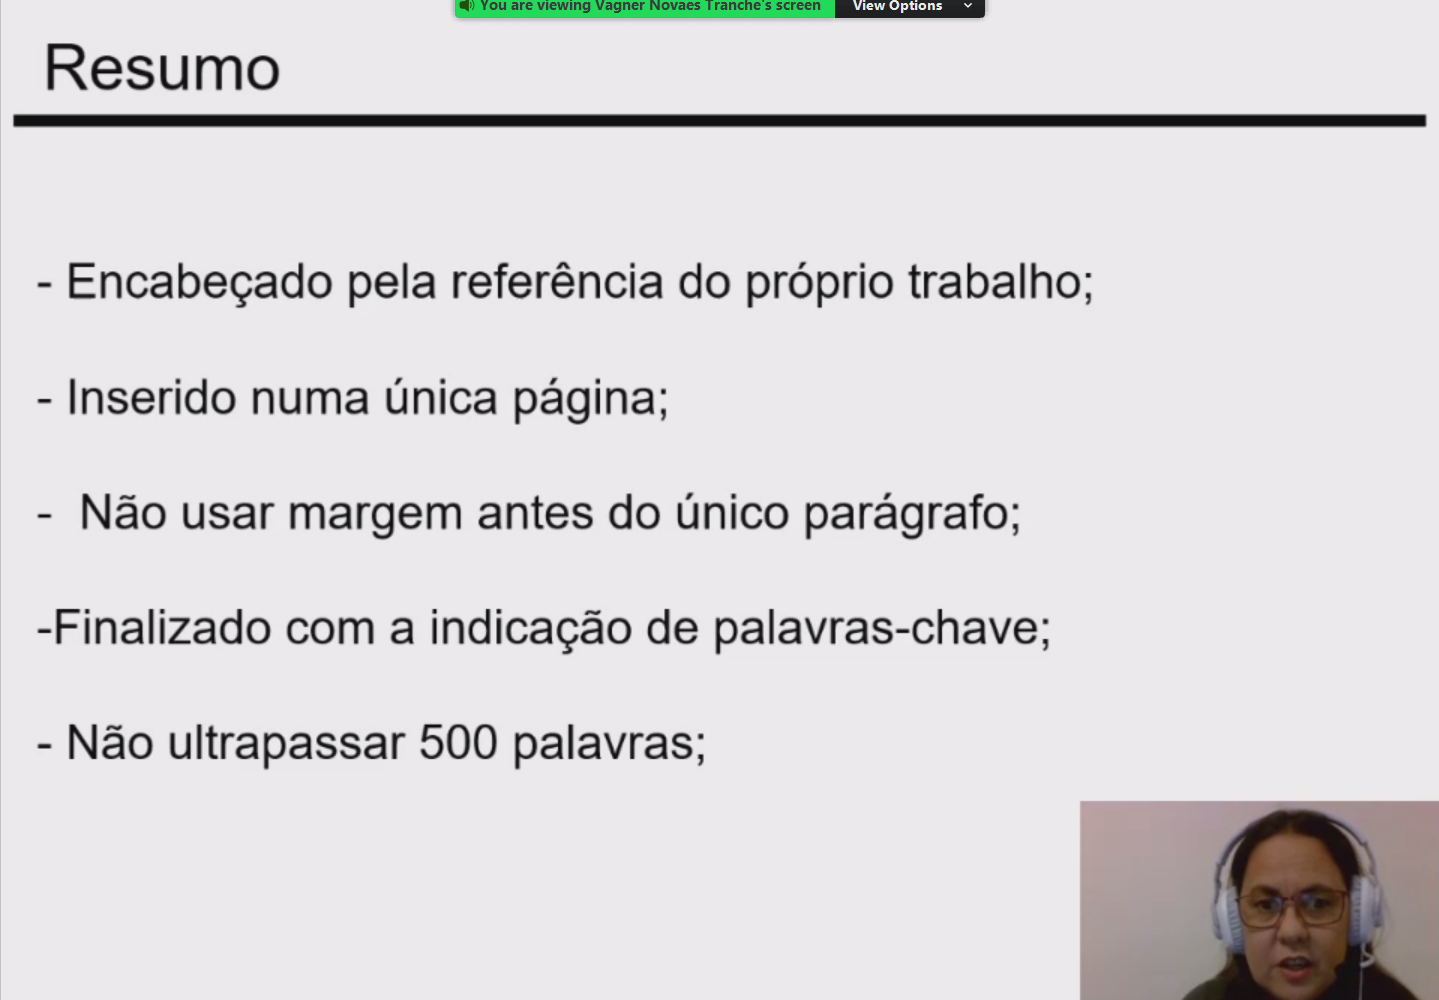 You are viewing Vagner Novaes Tranche's screen View Options
Resumo
- Encabeçado pela referência do próprio trabalho;
- Inserido numa única página;
- Não usar margem antes do único parágrafo;
-Finalizado com a indicação de palavras-chave;
- Não ultrapassar 500 palavras;